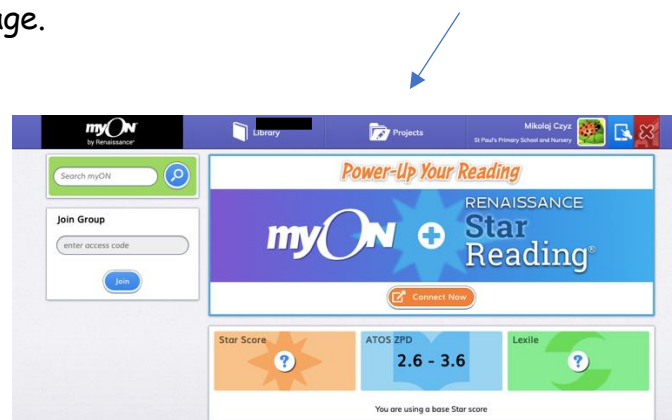 age.
myON
by Renaissance
Library
Projects
Mikolaj Czyz
St Paul's Primary School and Nursery
Search myON
Join Group
enter access code
Join
Power-Up Your Reading
myON + RENAISSANCE
Star
Reading®
Connect Now
Star Score
?
ATOS ZPD
2.6 - 3.6
Lexile
?
You are using a base Star score